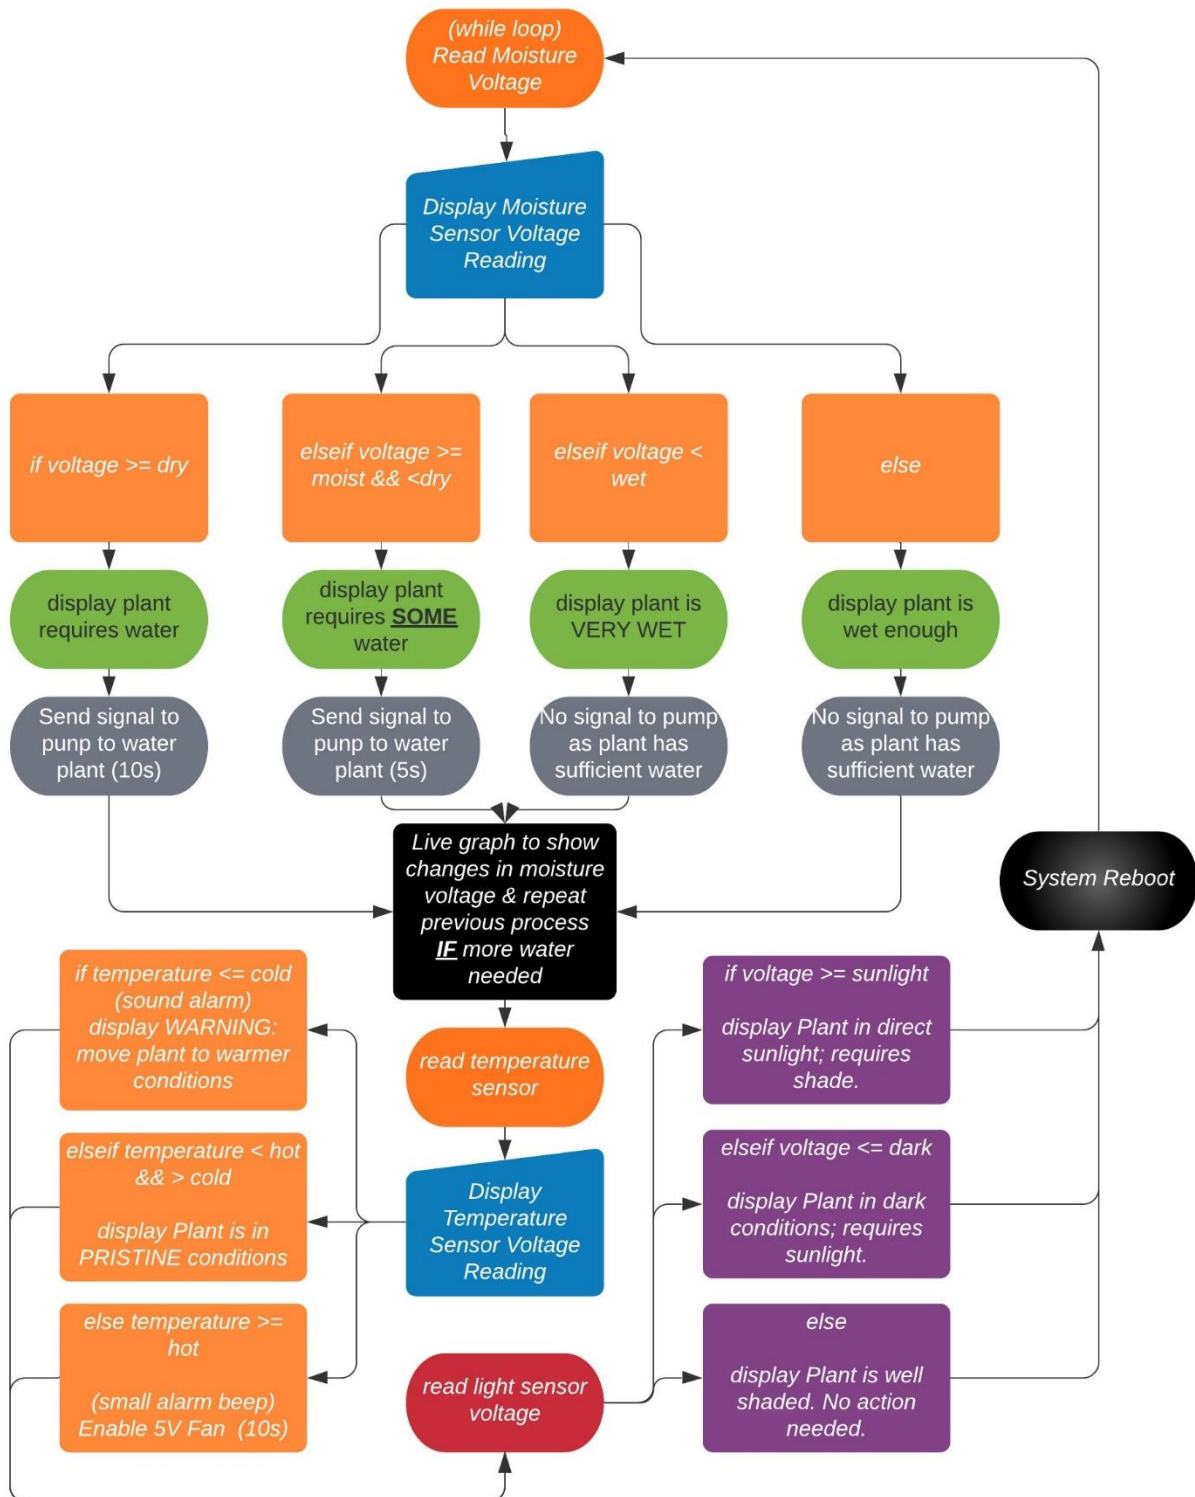 (while loop)
Read Moisture
Voltage
Display Moisture
Sensor Voltage
Reading
if voltage >= dry
elseif voltage >=
moist && <dry
elseif voltage <
wet
else
display plant
requires water
display plant
requires SOME
water
display plant is
VERY WET
display plant is
wet enough
Send signal to
punp to water
plant (10s)
Send signal to
punp to water
plant (5s)
No signal to pump
as plant has
sufficient water
No signal to pump
as plant has
sufficient water
Live graph to show
changes in moisture
voltage & repeat
previous process
IF more water
needed
System Reboot
read temperature
sensor
Display
Temperature
Sensor Voltage
Reading
if temperature <= cold
(sound alarm)
display WARNING:
move plant to warmer
conditions
elseif temperature < hot
&& > cold
display Plant is in
PRISTINE conditions
else temperature >=
hot
(small alarm beep)
Enable 5V Fan (10s)
read light sensor
voltage
if voltage >= sunlight
display Plant in direct
sunlight; requires
shade.
elseif voltage <= dark
display Plant in dark
conditions; requires
sunlight.
else
display Plant is well
shaded. No action
needed.